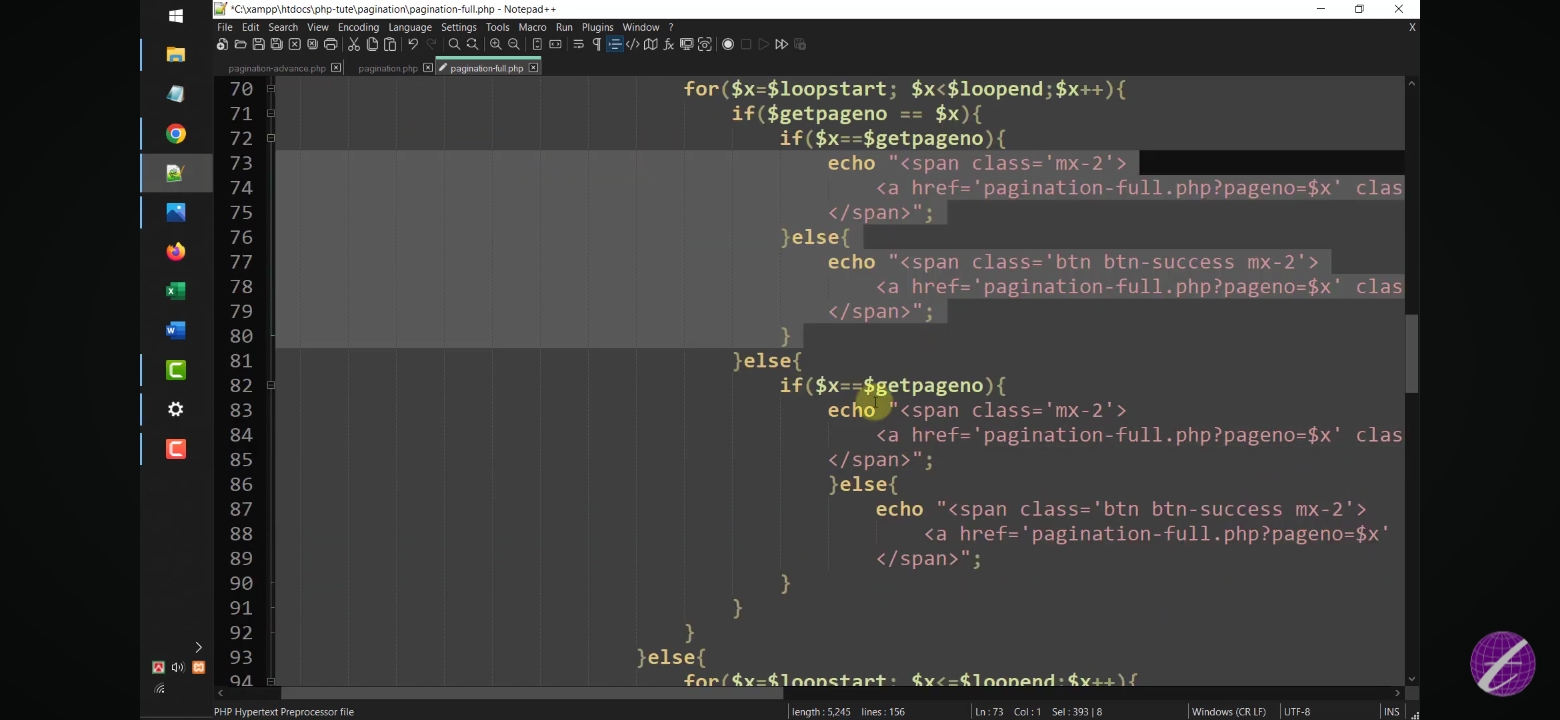 *C:\xampp\htdocs\php-tute\pagination\pagination-full.php - Notepad++
File Edit Search View Encoding Language Settings Tools Macro Run Plugins Window ? X
pagination-advance.php pagination.php pagination-full.php
70 for($x=$loopstart; $x<$loopend;$x++){
71 if($getpageno == $x){
72 if($x==$getpageno){
73 echo "<span class='mx-2'>
74 <a href='pagination-full.php?pageno=$x' clas
75 </span>";
76 }else{
77 echo "<span class='btn btn-success mx-2'>
78 <a href='pagination-full.php?pageno=$x' clas
79 </span>";
80 }
81 }else{
82 if($x==$getpageno){
83 echo "<span class='mx-2'>
84 <a href='pagination-full.php?pageno=$x' clas
85 </span>";
86 }else{
87 echo "<span class='btn btn-success mx-2'>
88 <a href='pagination-full.php?pageno=$x'
89 </span>";
90 }
91 }
92 }
93 }else{
94 for($x=$loopstart; $x<=$loopend;$x++){
PHP Hypertext Preprocessor file length : 5,245 lines : 156 Ln : 73 Col : 1 Sel : 393 | 8 Windows (CR LF) UTF-8 INS